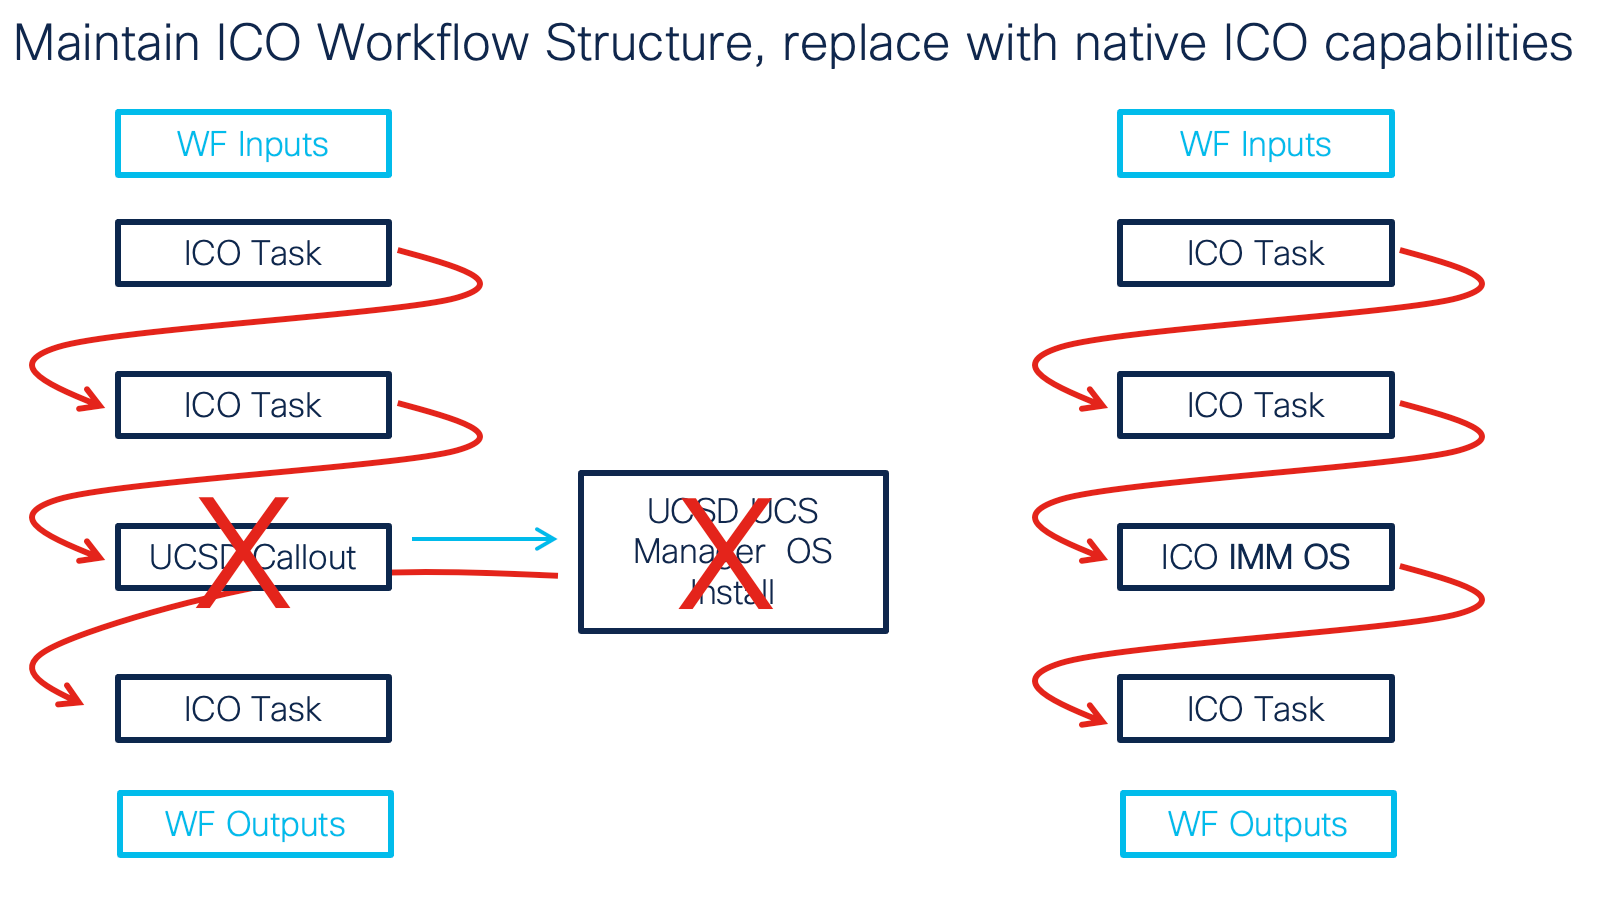 Maintain ICO Workflow Structure, replace with native ICO capabilities
WF Inputs
ICO Task
ICO Task
UCSD Callout
ICO Task
WF Outputs
UCSD UCS
Manager OS
Install
WF Inputs
ICO Task
ICO Task
ICO IMM OS
ICO Task
WF Outputs